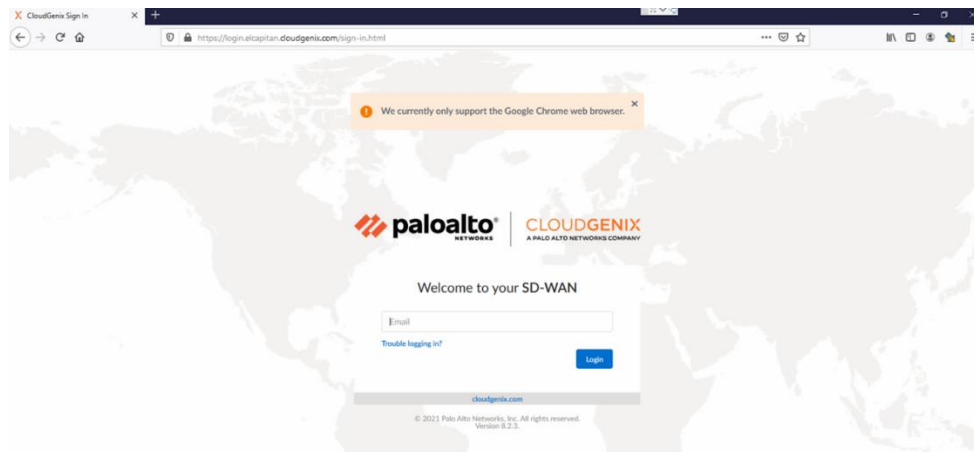 CloudGenix Sign In
https://login.elcapitan.cloudgenix.com/sign-in.html
We currently only support the Google Chrome web browser.
paloalto®
NETWORKS
CLOUDGENIX
A PALO ALTO NETWORKS COMPANY
Welcome to your SD-WAN
Email
Trouble logging in?
Login
cloudgenix.com
© 2021 Palo Alto Networks, Inc. All rights reserved.
Version 8.2.3.